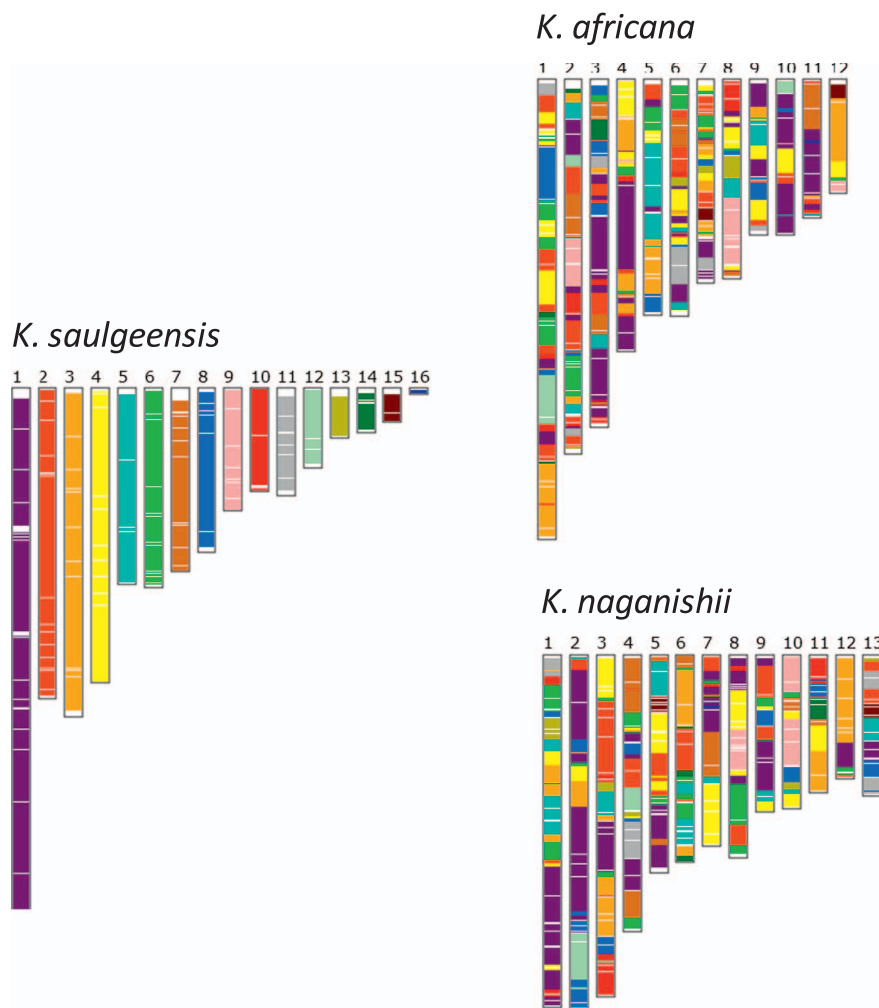 K. africana
1 2 3 4 5 6 7 8 9 10 11 12
K. saulgeensis
1 2 3 4 5 6 7 8 9 10 11 12 13 14 15 16
K. naganishii
1 2 3 4 5 6 7 8 9 10 11 12 13